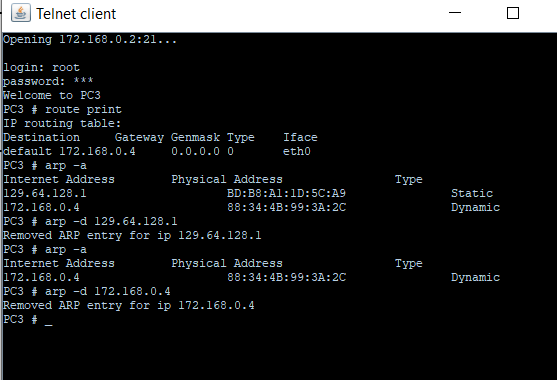 Telnet client
Opening 172.168.0.2:21...
login: root
password: ***
Welcome to PC3
PC3 # route print
IP routing table:
Destination Gateway Genmask Type Iface
default 172.168.0.4 0.0.0.0 0 eth0
PC3 # arp -a
Internet Address Physical Address Type
129.64.128.1 BD:B8:A1:1D:5C:A9 Static
172.168.0.4 88:34:4B:99:3A:2C Dynamic
PC3 # arp -d 129.64.128.1
Removed ARP entry for ip 129.64.128.1
PC3 # arp -a
Internet Address Physical Address Type
172.168.0.4 88:34:4B:99:3A:2C Dynamic
PC3 # arp -d 172.168.0.4
Removed ARP entry for ip 172.168.0.4
PC3 # _